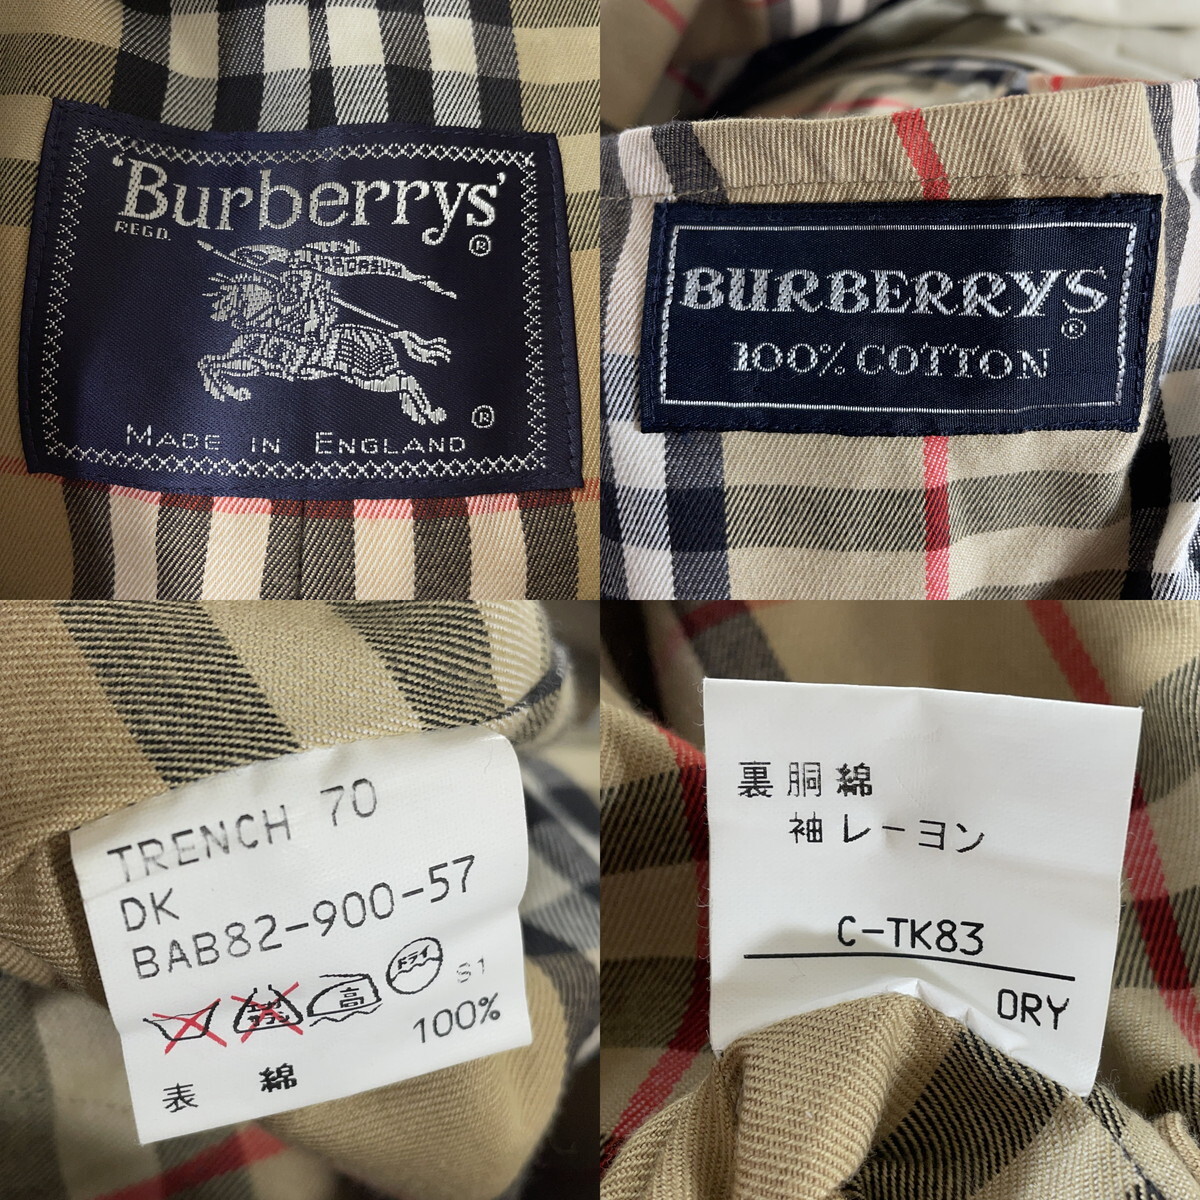 'Burberrys'
REGD.
®
PRORSUM
®
MADE IN ENGLAND
BURBERRYS
®
100% COTTON
TRENCH 70
DK
BAB82-900-57
高
ドライ
S1
100%
表 綿
裏 胴 綿
袖 レーヨン
C-TK83
ORY